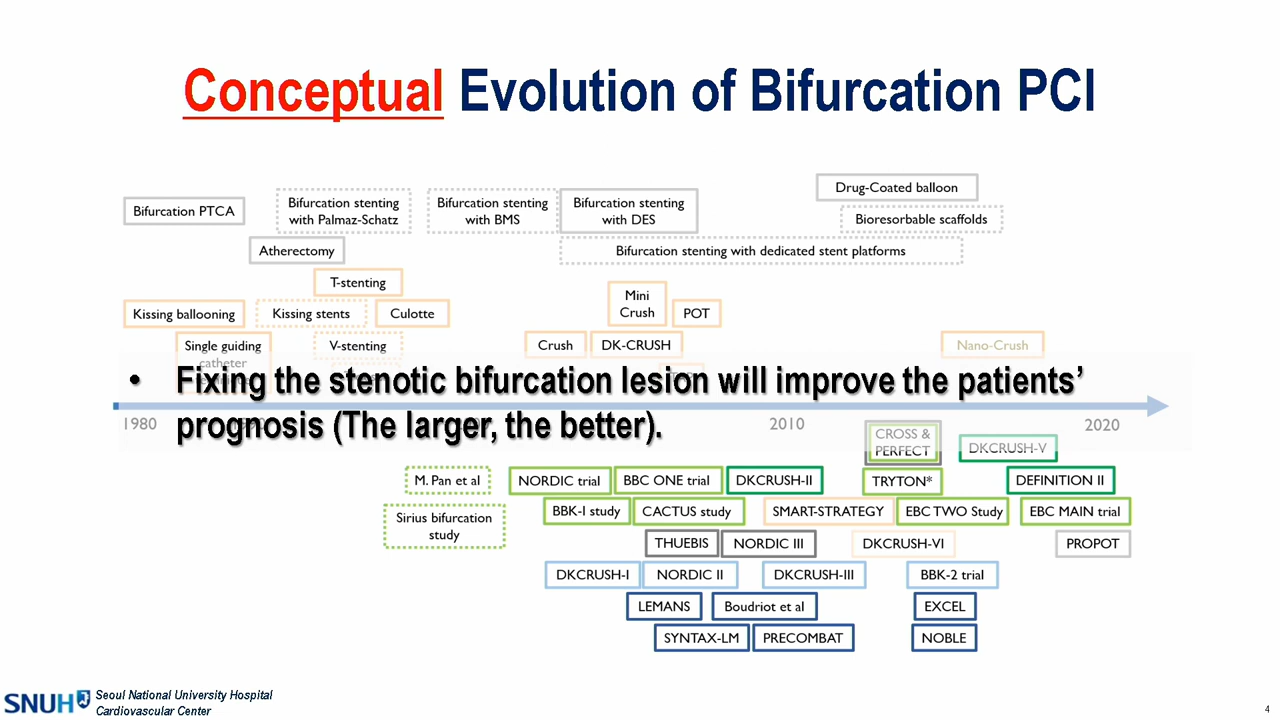 Conceptual Evolution of Bifurcation PCI
Drug-Coated balloon
Bifurcation PTCA
Bifurcation stenting
with Palmaz-Schatz
Bifurcation stenting
with BMS
Bifurcation stenting
with DES
Bioresorbable scaffolds
Atherectomy
Bifurcation stenting with dedicated stent platforms
T-stenting
Kissing ballooning
Kissing stents
Culotte
Mini
Crush
POT
Single guiding
catheter
V-stenting
Crush
DK-CRUSH
Nano-Crush
• Fixing the stenotic bifurcation lesion will improve the patients’
prognosis (The larger, the better).
1980
2010
2020
CROSS &
PERFECT
DKCRUSH-V
M. Pan et al
NORDIC trial
BBC ONE trial
DKCRUSH-II
TRYTON*
DEFINITION II
Sirius bifurcation
study
BBK-I study
CACTUS study
SMART-STRATEGY
EBC TWO Study
EBC MAIN trial
THUEBIS
NORDIC III
DKCRUSH-VI
PROPOT
DKCRUSH-I
NORDIC II
DKCRUSH-III
BBK-2 trial
LEMANS
Boudriot et al
EXCEL
SYNTAX-LM
PRECOMBAT
NOBLE
SNUH
Seoul National University Hospital
Cardiovascular Center
4